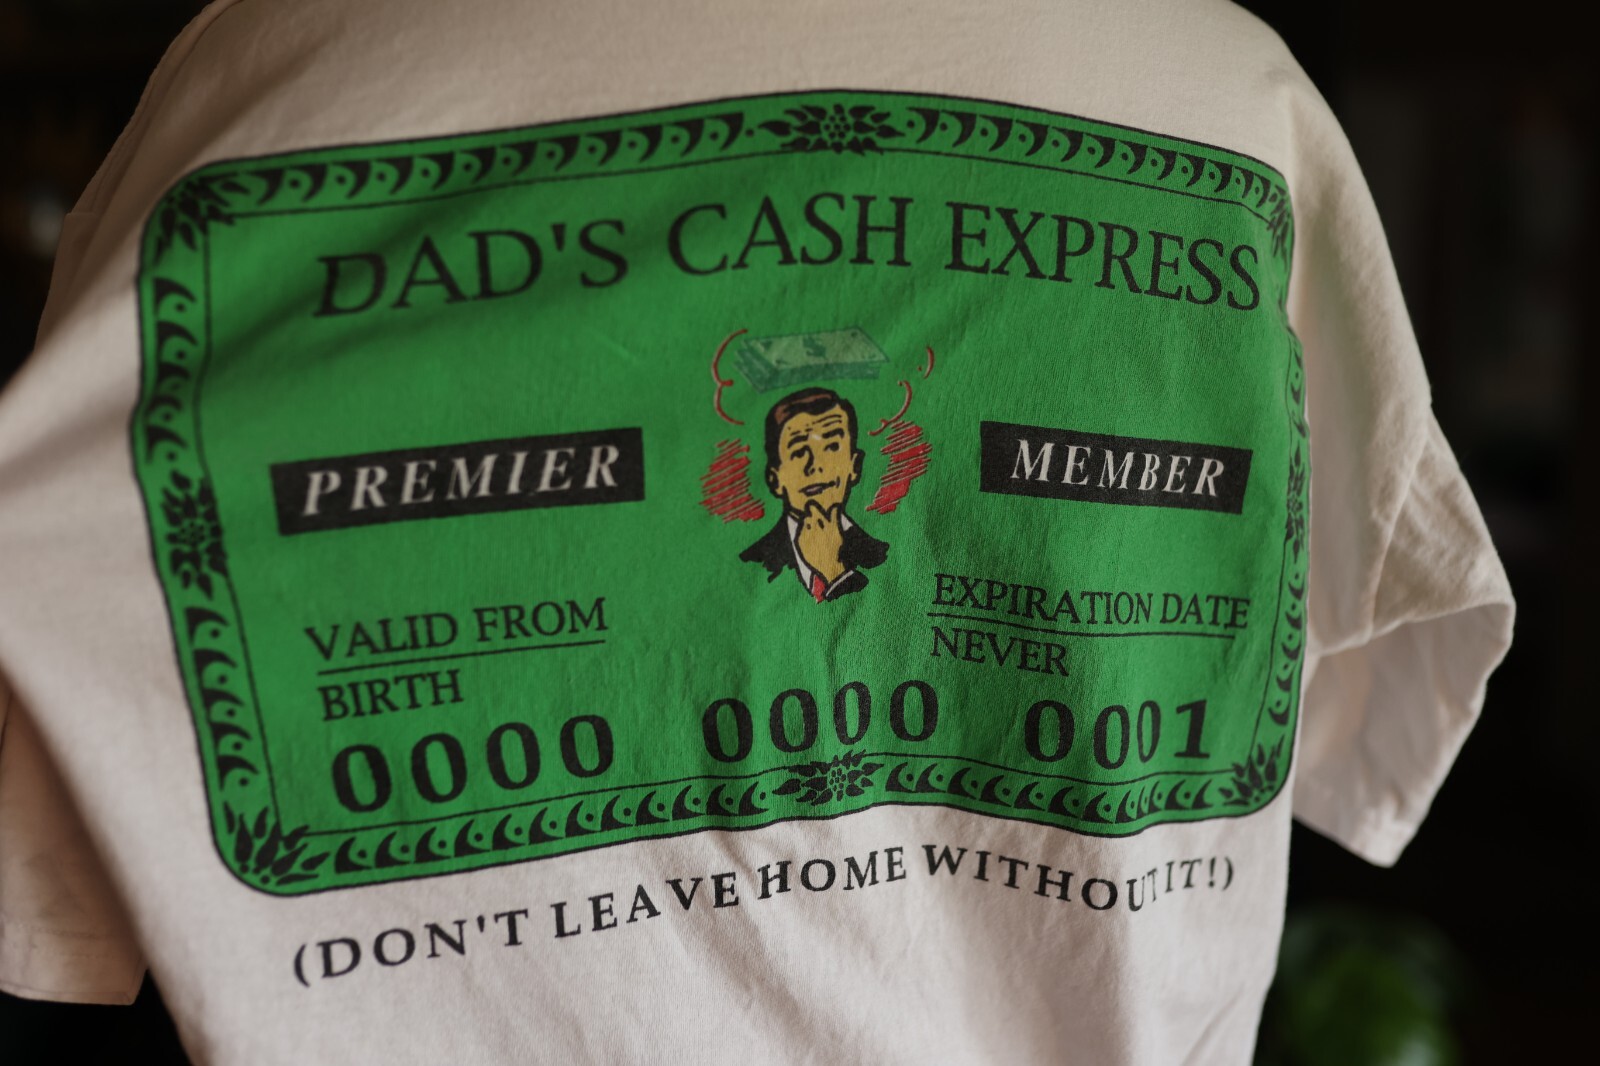 DAD'S CASH EXPRESS
$
PREMIER
MEMBER
VALID FROM
BIRTH
EXPIRATION DATE
NEVER
0000 0000 0001
(DON'T LEAVE HOME WITHOUT IT!)